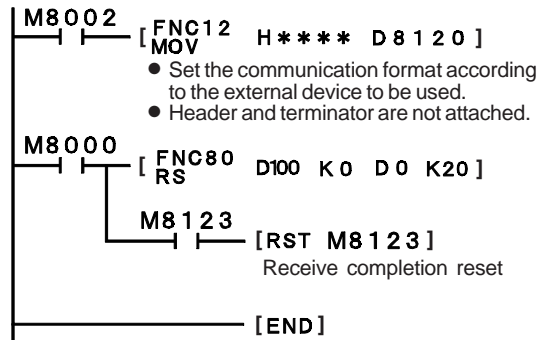 M8002
[ FNC12 MOV H**** D8120 ]
● Set the communication format according
to the external device to be used.
● Header and terminator are not attached.
M8000
[ FNC80 RS D100 K0 D0 K20 ]
M8123
[RST M8123]
Receive completion reset
[END]